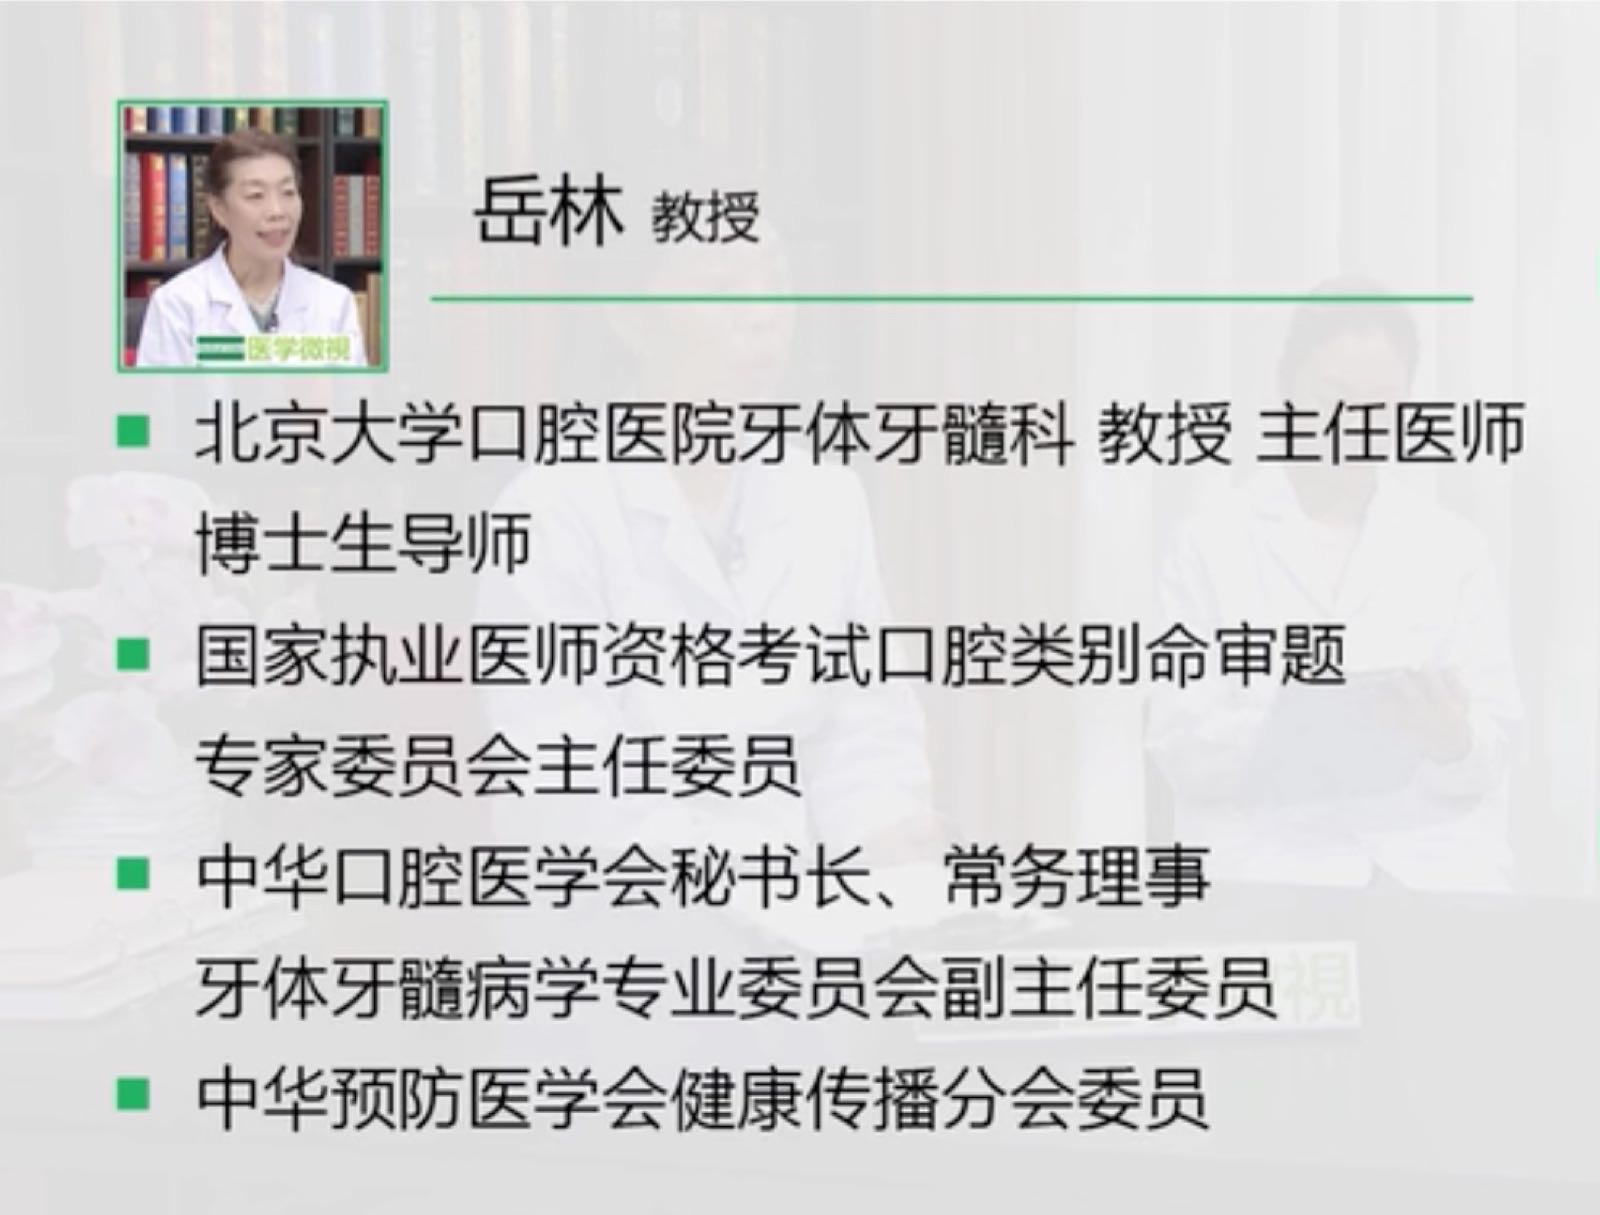 岳林 教授
医学微視
北京大学口腔医院牙体牙髓科 教授 主任医师
博士生导师
国家执业医师资格考试口腔类别命审题
专家委员会主任委员
中华口腔医学会秘书长、常务理事
牙体牙髓病学专业委员会副主任委员
視
中华预防医学会健康传播分会委员